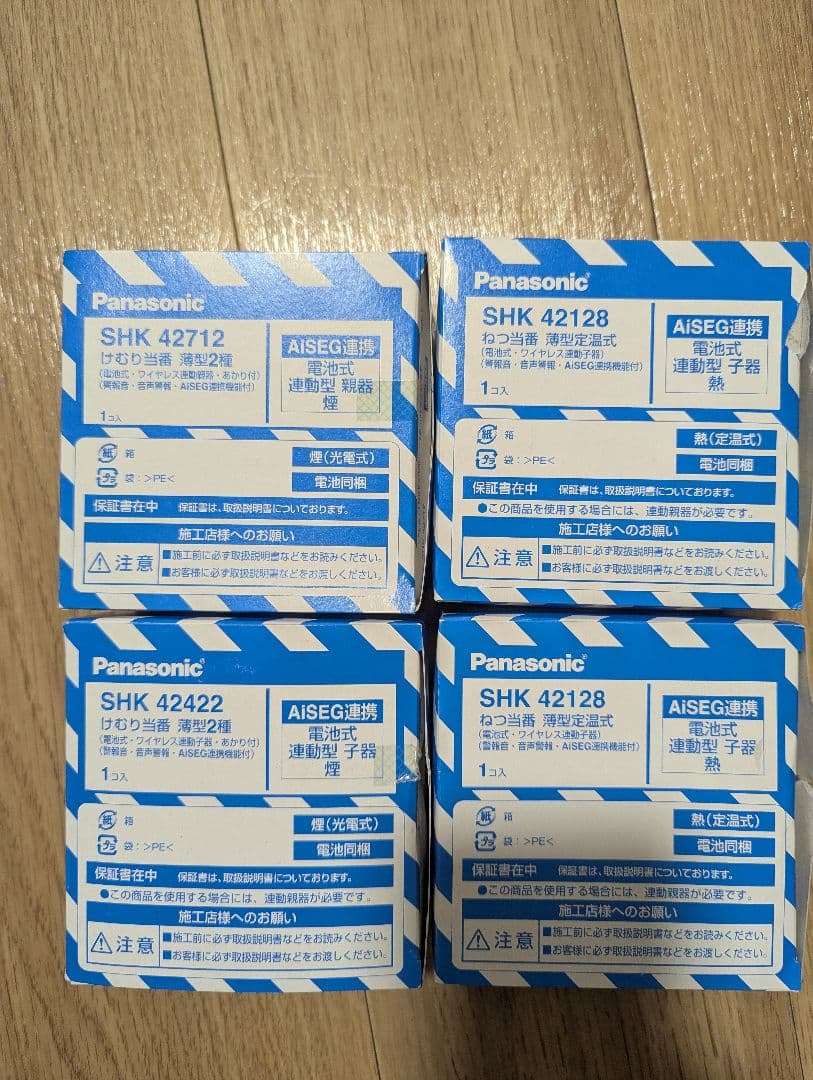 Panasonic
SHK 42712
けむり当番 薄型2種
(電池式・ワイヤレス連動親器・あかり付)
(警報音・音声警報・AiSEG連携機能付)
1コ入
AiSEG連携
電池式
連動型 親器
煙
紙 箱
プラ 袋:>PE<
煙(光電式)
電池同梱
保証書在中 保証書は、取扱説明書についております。
施工店様へのお願い
注意
■施工前に必ず取扱説明書などをお読みください。
■お客様に必ず取扱説明書などをお渡しください。
Panasonic
SHK 42128
ねつ当番 薄型定温式
(電池式・ワイヤレス連動子器)
(警報音・音声警報・AiSEG連携機能付)
1コ入
AiSEG連携
電池式
連動型 子器
熱
紙 箱
プラ 袋:>PE<
熱(定温式)
電池同梱
保証書在中 保証書は、取扱説明書についております。
●この商品を使用する場合には、連動親器が必要です。
施工店様へのお願い
注意
■施工前に必ず取扱説明書などをお読みください。
■お客様に必ず取扱説明書などをお渡しください。
Panasonic
SHK 42422
けむり当番 薄型2種
(電池式・ワイヤレス連動子器・あかり付)
(警報音・音声警報・AiSEG連携機能付)
1コ入
AiSEG連携
電池式
連動型 子器
煙
紙 箱
プラ 袋:>PE<
煙(光電式)
電池同梱
保証書在中 保証書は、取扱説明書についております。
●この商品を使用する場合には、連動親器が必要です。
施工店様へのお願い
注意
■施工前に必ず取扱説明書などをお読みください。
■お客様に必ず取扱説明書などをお渡しください。
Panasonic
SHK 42128
ねつ当番 薄型定温式
(電池式・ワイヤレス連動子器)
(警報音・音声警報・AiSEG連携機能付)
1コ入
AiSEG連携
電池式
連動型 子器
熱
紙 箱
プラ 袋:>PE<
熱(定温式)
電池同梱
保証書在中 保証書は、取扱説明書についております。
●この商品を使用する場合には、連動親器が必要です。
施工店様へのお願い
注意
■施工前に必ず取扱説明書などをお読みください。
■お客様に必ず取扱説明書などをお渡しください。